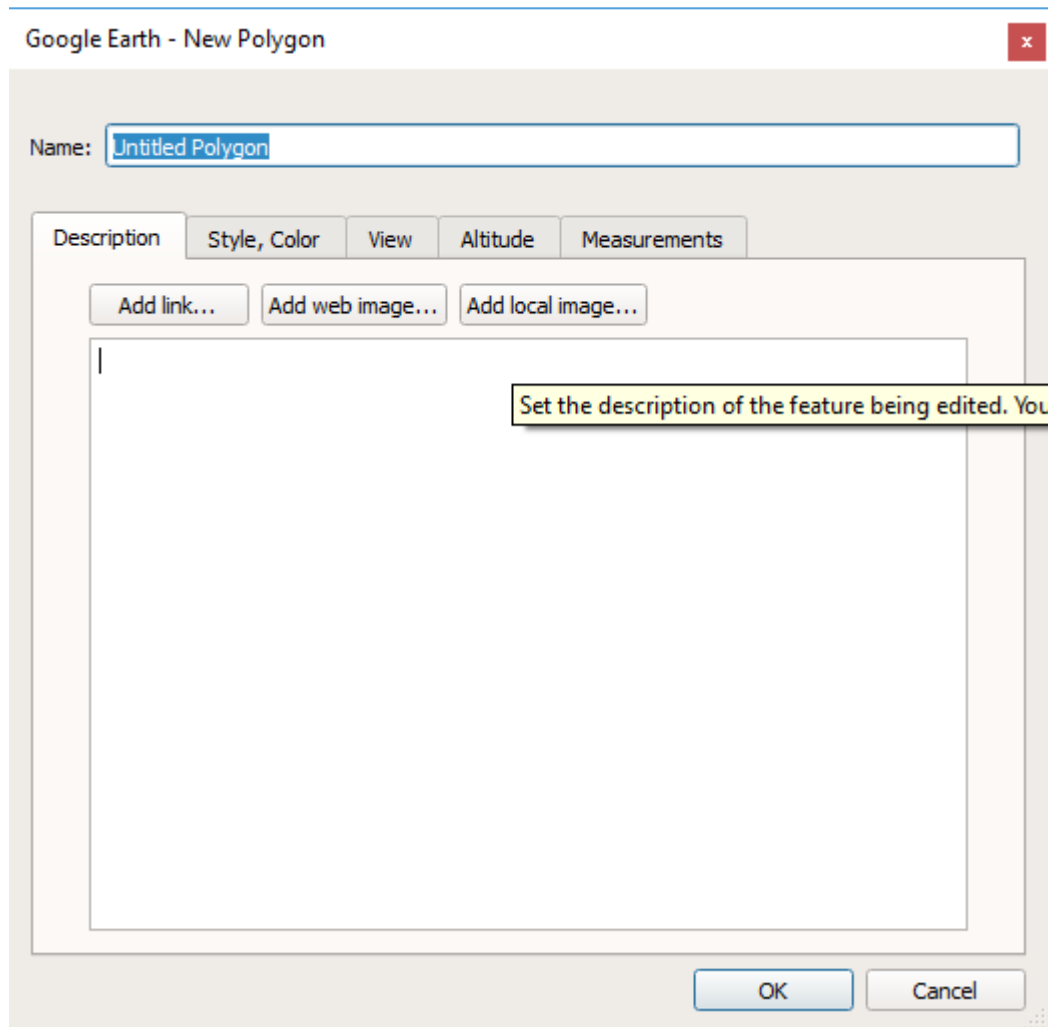 Google Earth - New Polygon
x
Name: Untitled Polygon
Description Style, Color View Altitude Measurements
Add link... Add web image... Add local image...
Set the description of the feature being edited. You
OK Cancel